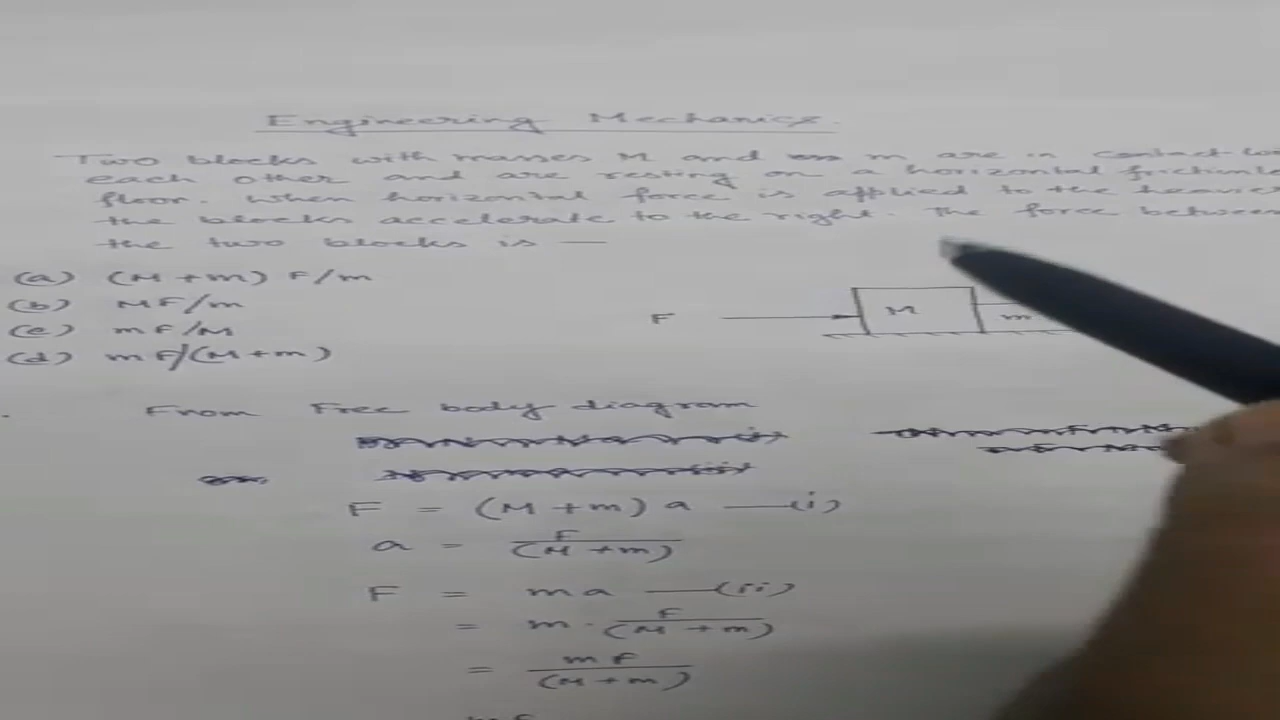 Engineering Mechanics.
Two blocks with masses M and m are in contact
each other and are resting on a horizontal
floor. When horizontal force is applied to the
the blocks accelerate to the right. The force between
the two blocks is —
(a) (M+m) F/m
(b) MF/m
(c) mF/M
(d) mF/(M+m)
F M m
From Free body diagram
F = (M+m) a —(i)
a = F/(M+m)
F = ma —(ii)
= m · F/(M+m)
= mF/(M+m)